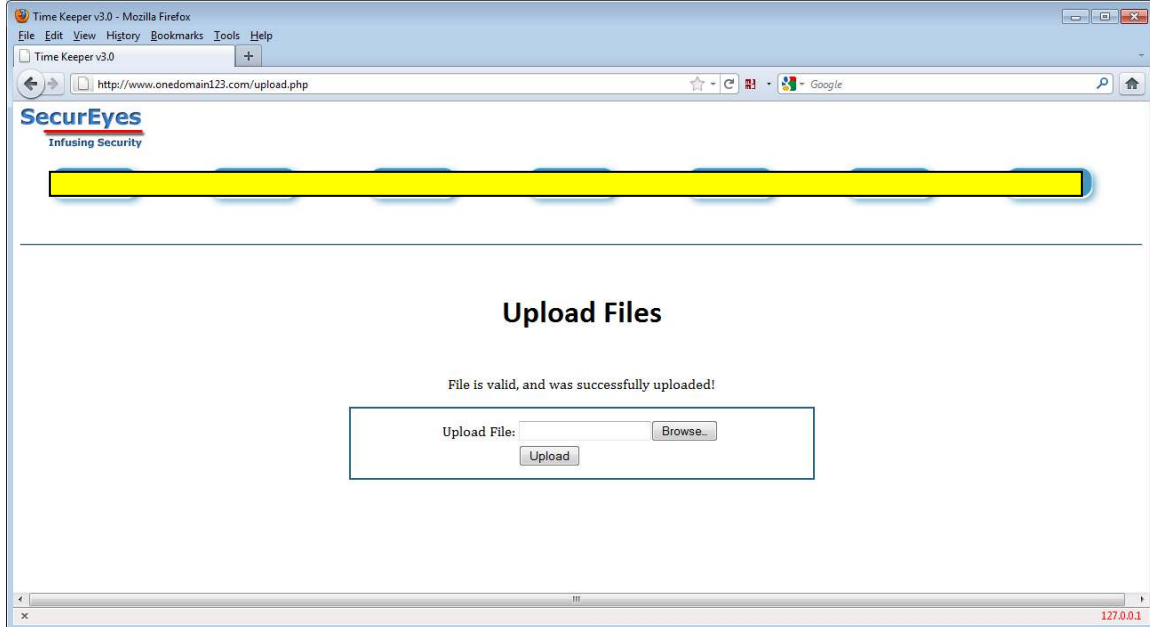 Time Keeper v3.0 - Mozilla Firefox
File Edit View History Bookmarks Tools Help
Time Keeper v3.0
http://www.onedomain123.com/upload.php
Google
SecurEyes
Infusing Security
Upload Files
File is valid, and was successfully uploaded!
Upload File: Browse..
Upload
127.0.0.1